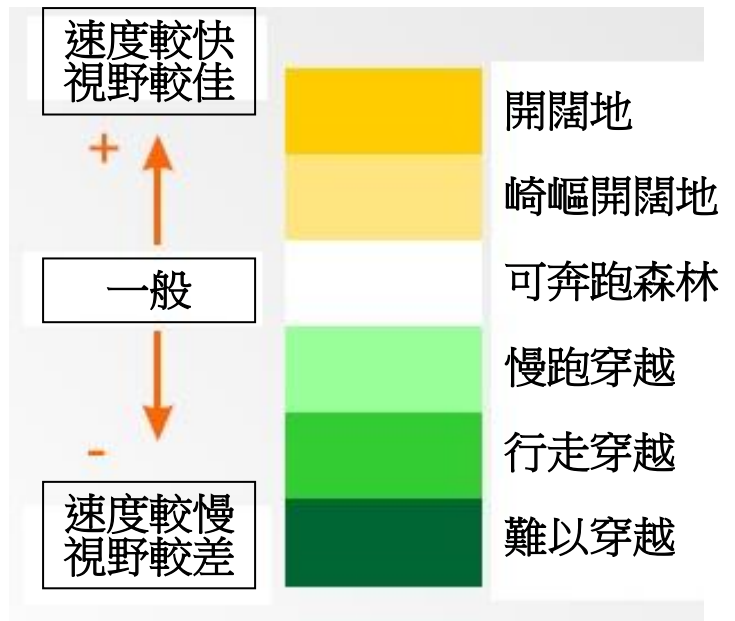 速度較快
視野較佳
+
一般
-
速度較慢
視野較差
開闊地
崎嶇開闊地
可奔跑森林
慢跑穿越
行走穿越
難以穿越